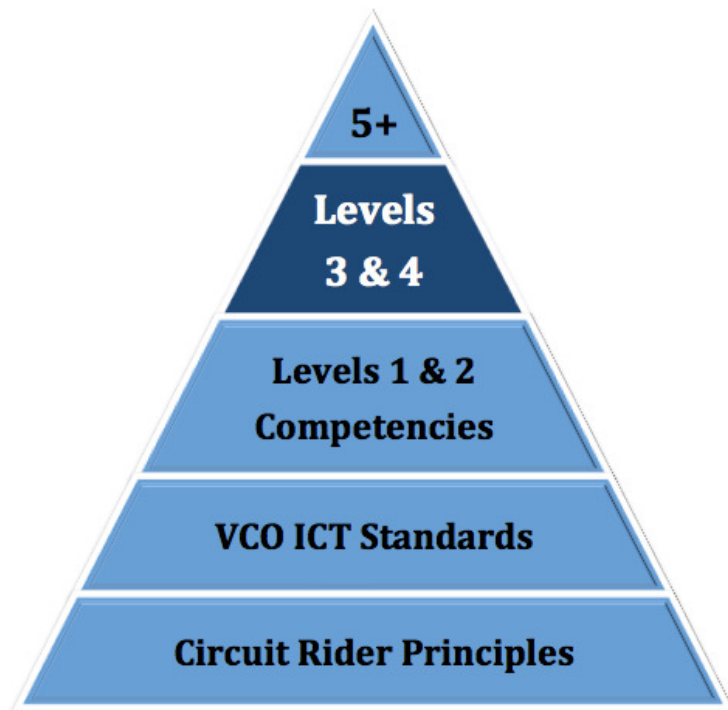 5+
Levels
3 & 4
Levels 1 & 2
Competencies
VCO ICT Standards
Circuit Rider Principles